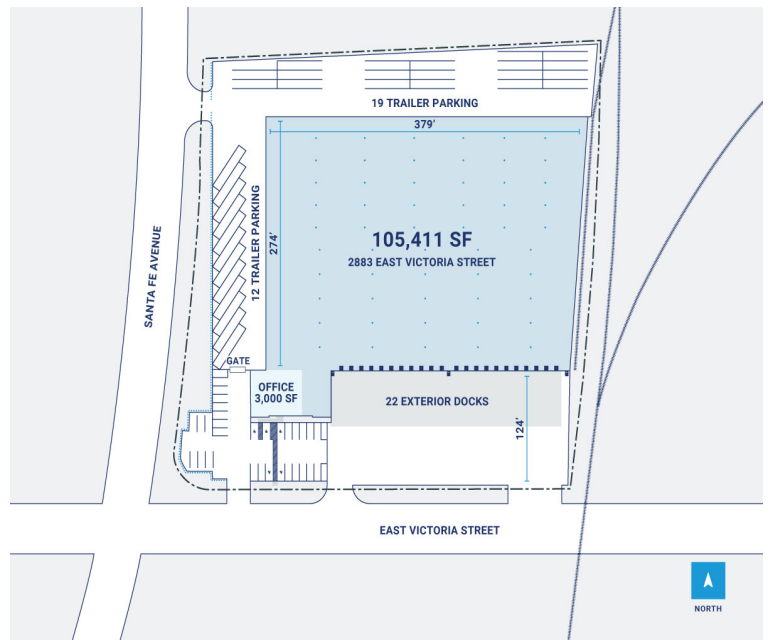 19 TRAILER PARKING
379'
105,411 SF
2883 EAST VICTORIA STREET
274'
12 TRAILER PARKING
SANTA FE AVENUE
GATE
OFFICE
3,000 SF
22 EXTERIOR DOCKS
124'
EAST VICTORIA STREET
NORTH